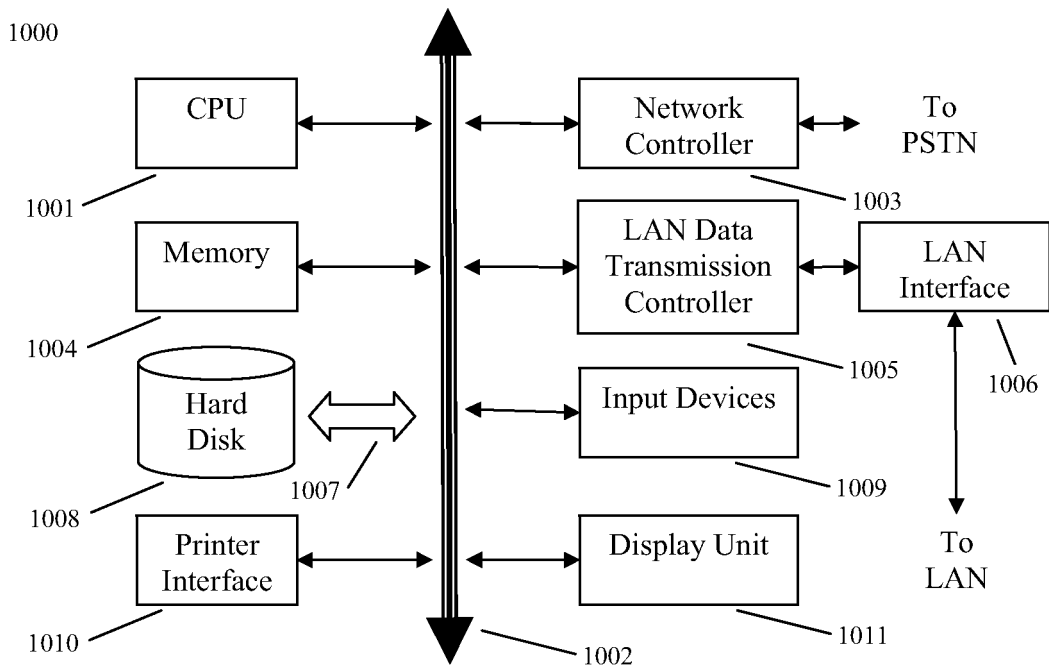 1000
CPU
1001
Network
Controller
1003
To
PSTN
Memory
1004
LAN Data
Transmission
Controller
1005
LAN
Interface
1006
Hard
Disk
1008
1007
Input Devices
1009
Printer
Interface
1010
Display Unit
1011
To
LAN
1002